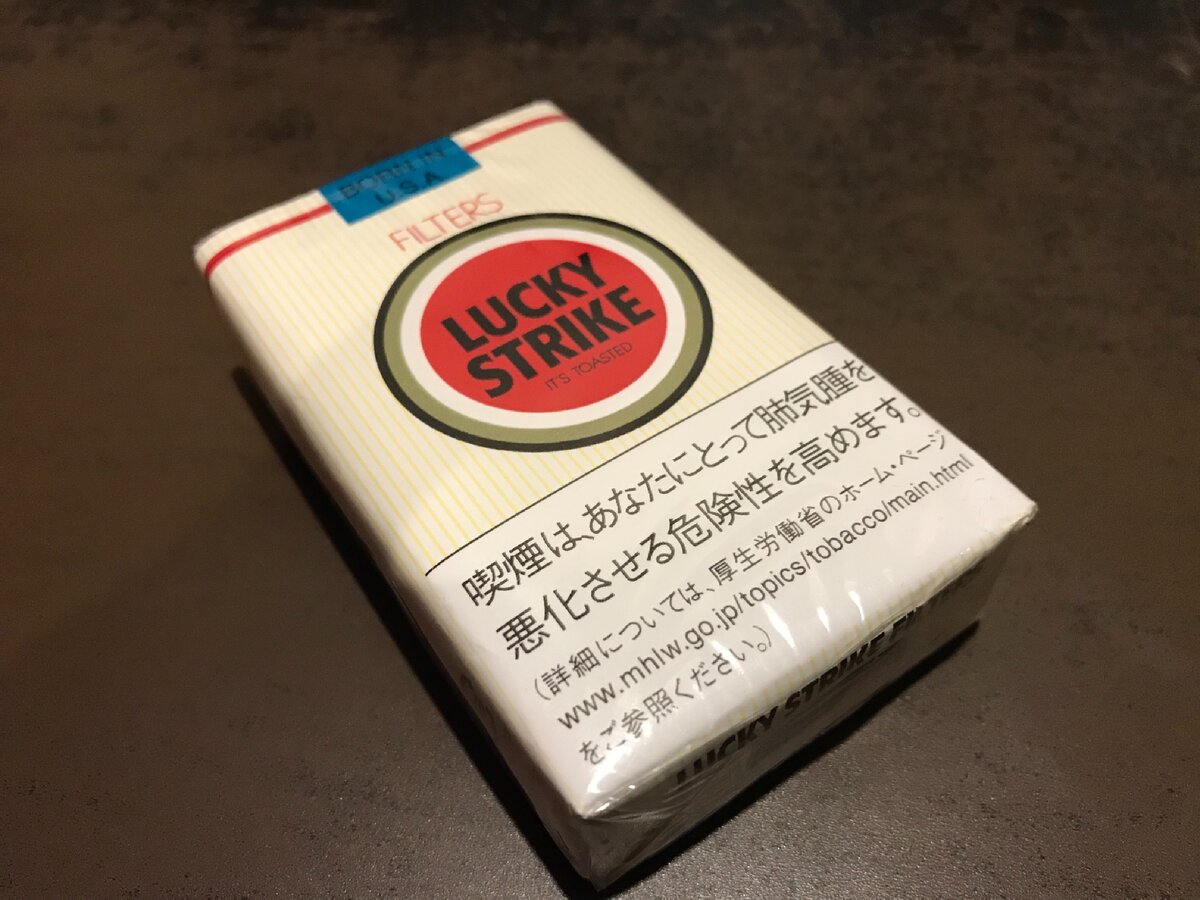 BORN IN
USA
FILTERS
LUCKY
STRIKE
IT'S TOASTED
喫煙は、あなたにとって肺気腫を
悪化させる危険性を高めます。
(詳細については、厚生労働省のホーム・ページ
www.mhlw.go.jp/topics/tobacco/main.html
をご参照ください。)
LUCKY STRIKE